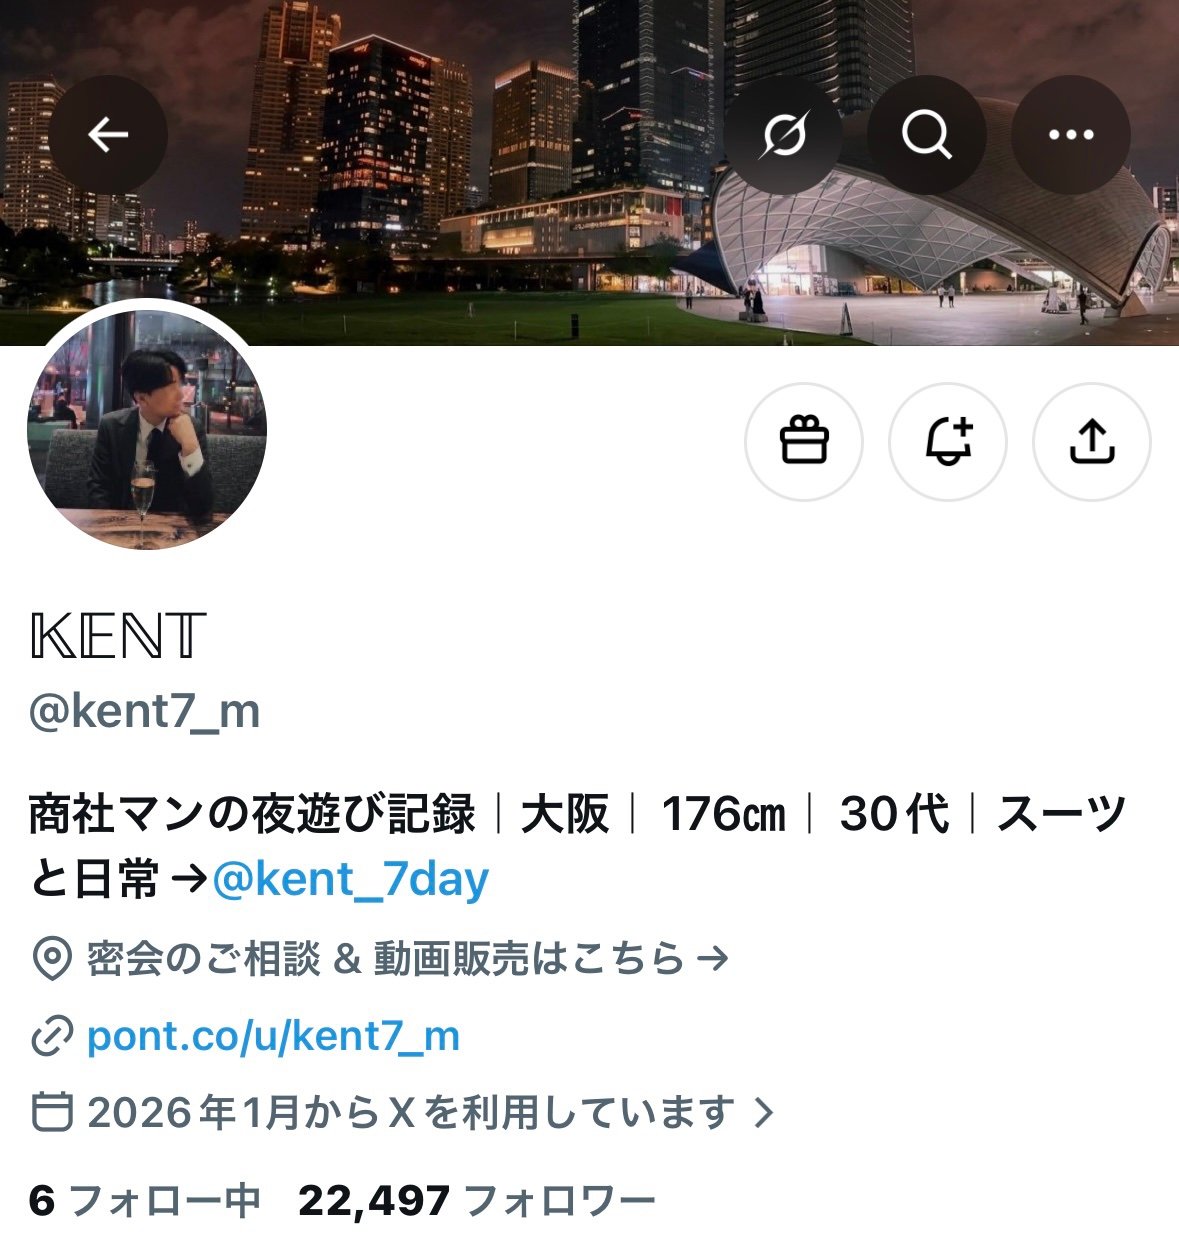 𝕂𝔼ℕ𝕋
@kent7_m
商社マンの夜遊び記録｜大阪｜176㎝｜30代｜スーツ
と日常→@kent_7day
密会のご相談 & 動画販売はこちら→
pont.co/u/kent7_m
2026年1月からXを利用しています
6 フォロー中 22,497 フォロワー